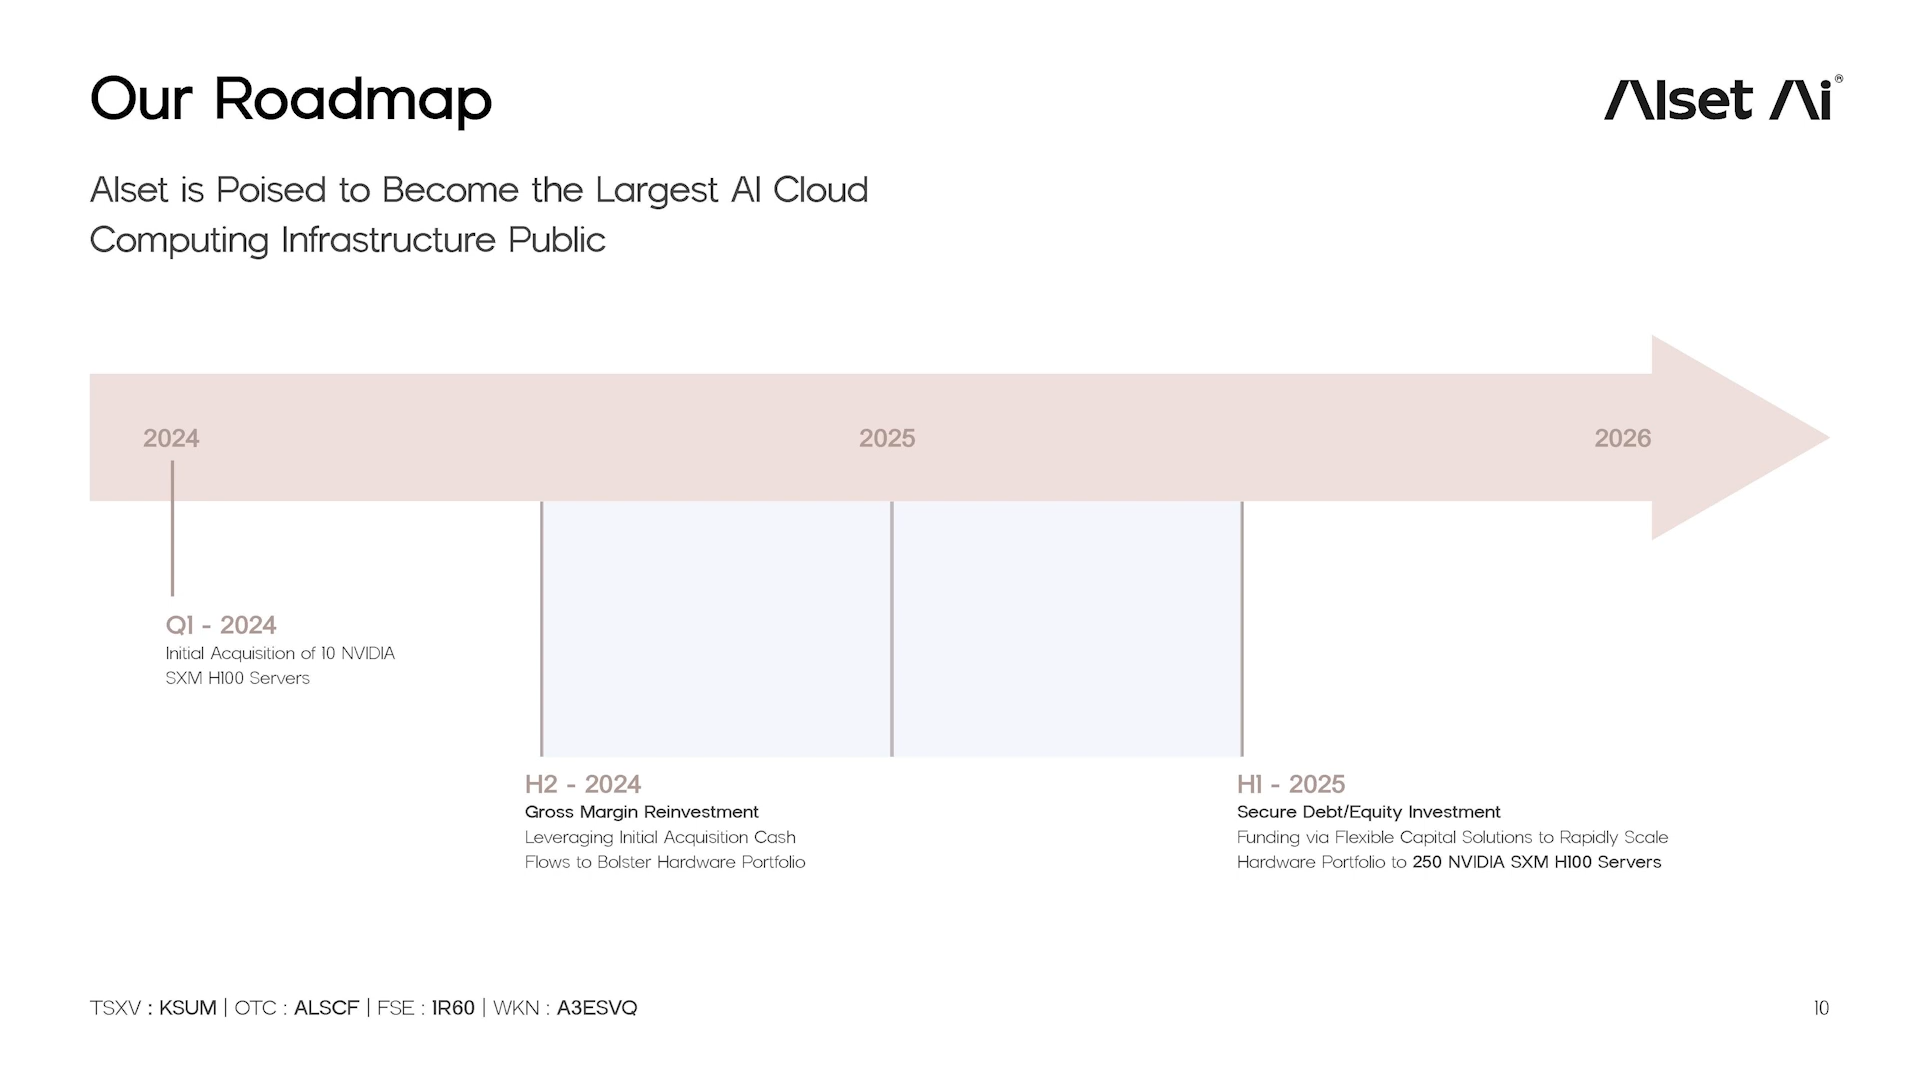 Our Roadmap
Alset Ai®
Alset is Poised to Become the Largest AI Cloud
Computing Infrastructure Public
2024
2025
2026
Q1 - 2024
Initial Acquisition of 10 NVIDIA
SXM H100 Servers
H2 - 2024
Gross Margin Reinvestment
Leveraging Initial Acquisition Cash
Flows to Bolster Hardware Portfolio
H1 - 2025
Secure Debt/Equity Investment
Funding via Flexible Capital Solutions to Rapidly Scale
Hardware Portfolio to 250 NVIDIA SXM H100 Servers
TSXV : KSUM | OTC : ALSCF | FSE : 1R60 | WKN : A3ESVQ
10